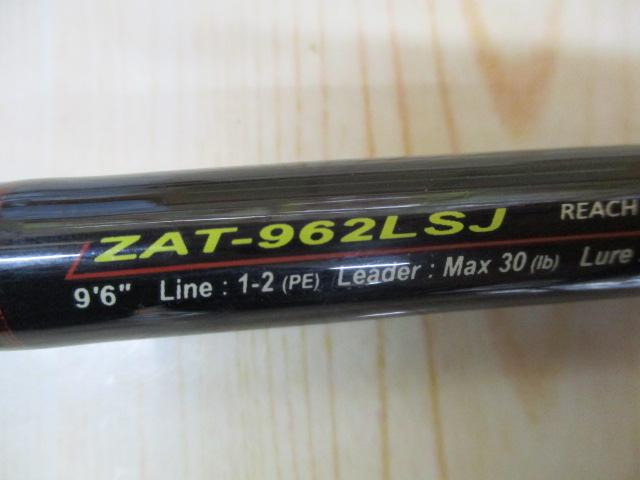 ZAT-962LSJ REACH
9'6" Line : 1-2 (PE) Leader : Max 30 (lb) Lure